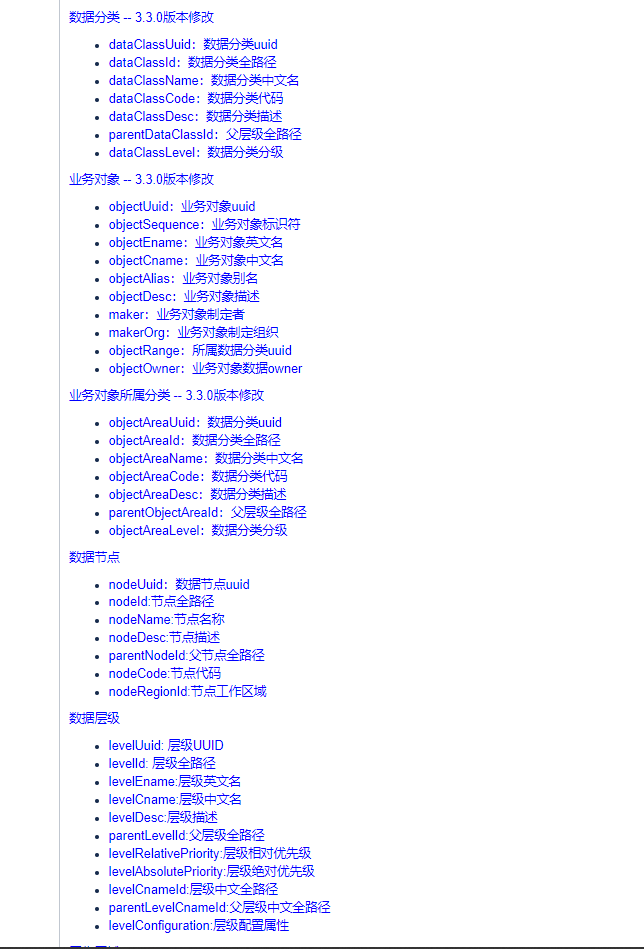 数据分类 -- 3.3.0版本修改
dataClassUuid：数据分类uuid
dataClassId：数据分类全路径
dataClassName：数据分类中文名
dataClassCode：数据分类代码
dataClassDesc：数据分类描述
parentDataClassId：父层级全路径
dataClassLevel：数据分类分级
业务对象 -- 3.3.0版本修改
objectUuid：业务对象uuid
objectSequence：业务对象标识符
objectEname：业务对象英文名
objectCname：业务对象中文名
objectAlias：业务对象别名
objectDesc：业务对象描述
maker：业务对象制定者
makerOrg：业务对象制定组织
objectRange：所属数据分类uuid
objectOwner：业务对象数据owner
业务对象所属分类 -- 3.3.0版本修改
objectAreaUuid：数据分类uuid
objectAreaId：数据分类全路径
objectAreaName：数据分类中文名
objectAreaCode：数据分类代码
objectAreaDesc：数据分类描述
parentObjectAreaId：父层级全路径
objectAreaLevel：数据分类分级
数据节点
nodeUuid：数据节点uuid
nodeId:节点全路径
nodeName:节点名称
nodeDesc:节点描述
parentNodeId:父节点全路径
nodeCode:节点代码
nodeRegionId:节点工作区域
数据层级
levelUuid: 层级UUID
levelId: 层级全路径
levelEname:层级英文名
levelCname:层级中文名
levelDesc:层级描述
parentLevelId:父层级全路径
levelRelativePriority:层级相对优先级
levelAbsolutePriority:层级绝对优先级
levelCnameId:层级中文全路径
parentLevelCnameId:父层级中文全路径
levelConfiguration:层级配置属性